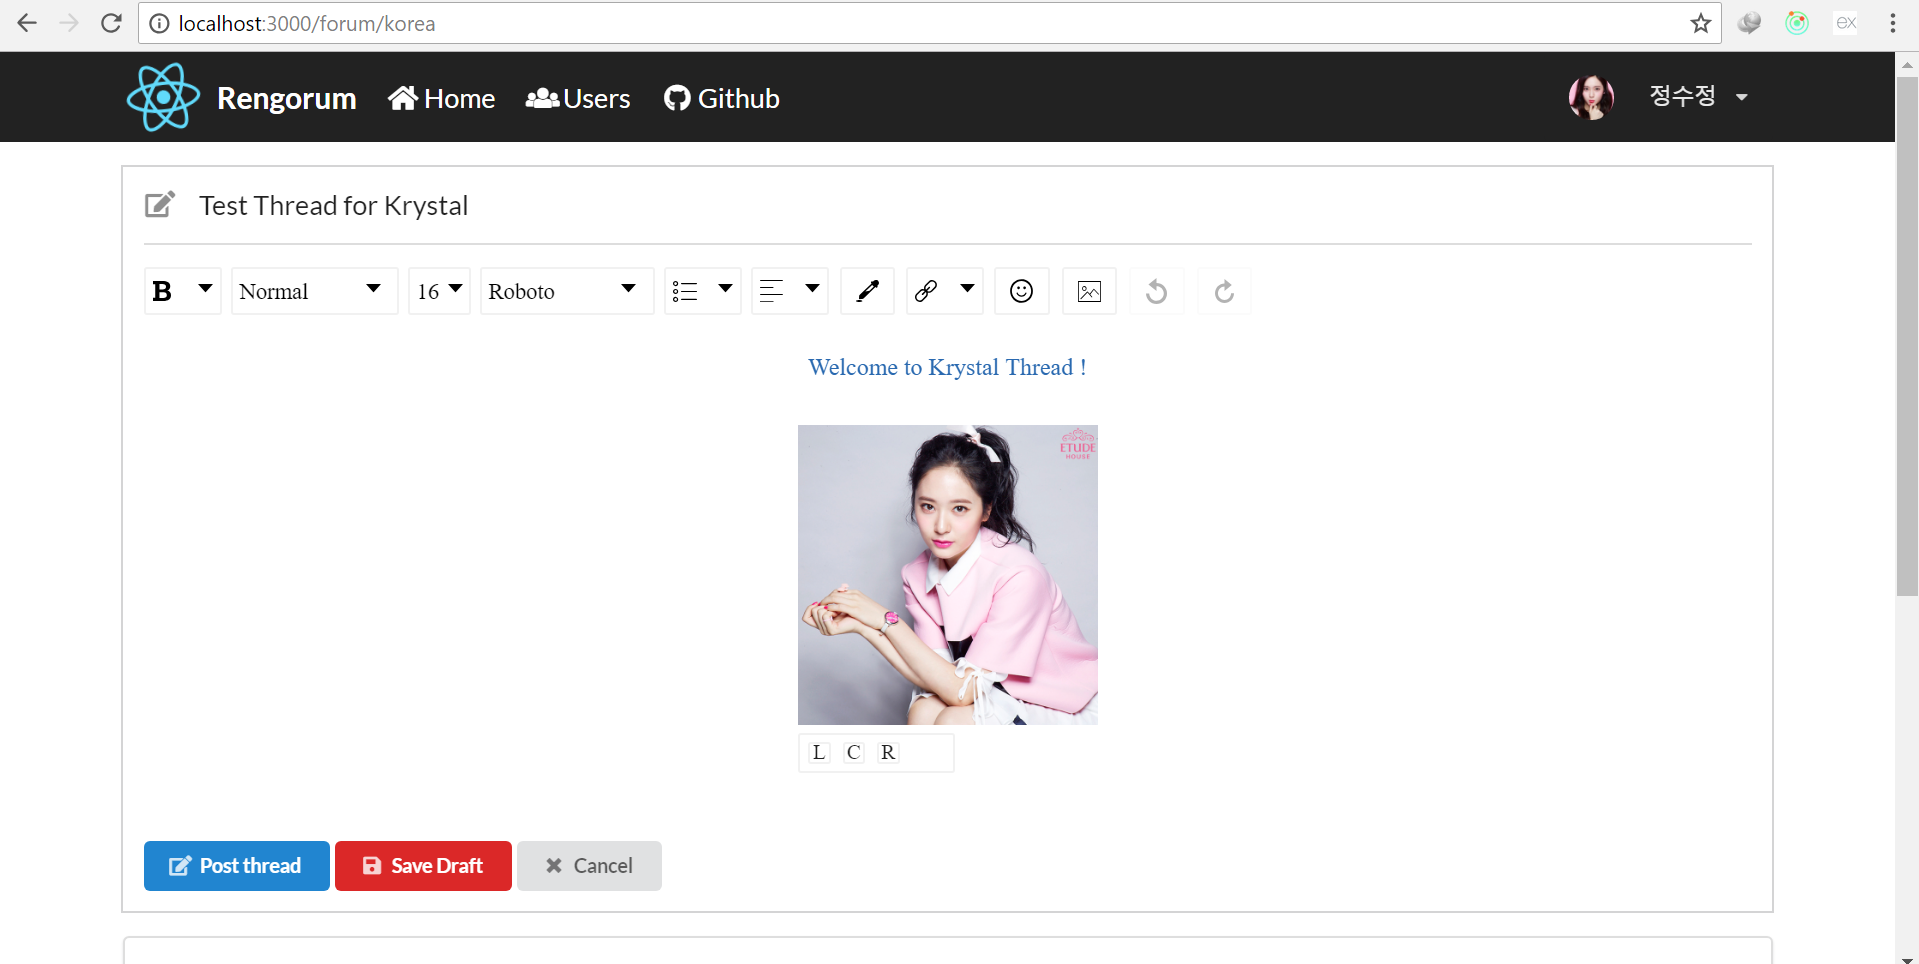 localhost:3000/forum/korea
ex
Rengorum Home Users Github 정수정
Test Thread for Krystal
B Normal 16 Roboto
Welcome to Krystal Thread !
ETUDE
HOUSE
L C R
Post thread Save Draft Cancel